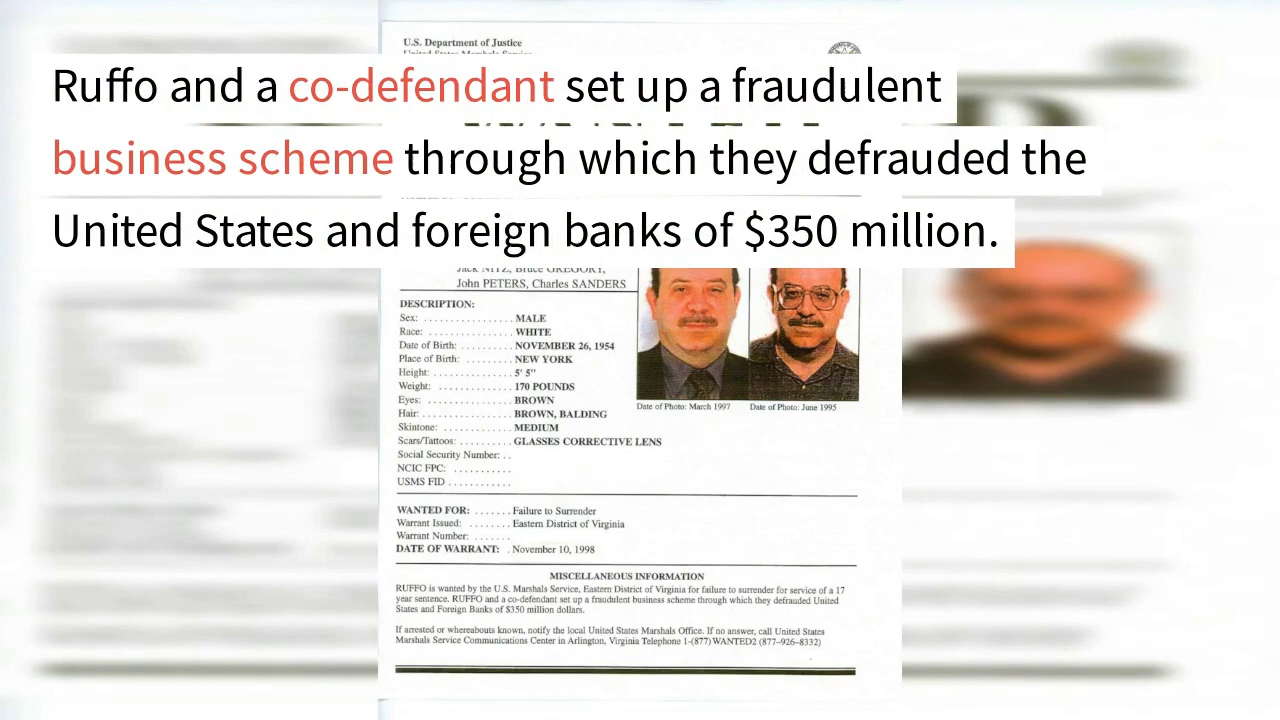 U.S. Department of Justice
United States Marshals Service
Ruffo and a co-defendant set up a fraudulent
business scheme through which they defrauded the
United States and foreign banks of $350 million.
Jack NITZ, Bruce GREGORY,
John PETERS, Charles SANDERS
DESCRIPTION:
Sex: . . . . . . . . . . . . . . . . MALE
Race: . . . . . . . . . . . . . . . WHITE
Date of Birth: . . . . . . . . . . NOVEMBER 26, 1954
Place of Birth: . . . . . . . . . NEW YORK
Height: . . . . . . . . . . . . . . 5' 5"
Weight: . . . . . . . . . . . . . 170 POUNDS
Eyes: . . . . . . . . . . . . . . . BROWN
Hair: . . . . . . . . . . . . . . . BROWN, BALDING
Skintone: . . . . . . . . . . . . MEDIUM
Scars/Tattoos: . . . . . . . . . GLASSES CORRECTIVE LENS
Social Security Number: . .
NCIC FPC: . . . . . . . . . . .
USMS FID . . . . . . . . . . . .
Date of Photo: March 1997 Date of Photo: June 1995
WANTED FOR: . . . . . . . Failure to Surrender
Warrant Issued: . . . . . . . . Eastern District of Virginia
Warrant Number: . . . . . . .
DATE OF WARRANT: . November 10, 1998
MISCELLANEOUS INFORMATION
RUFFO is wanted by the U.S. Marshals Service, Eastern District of Virginia for failure to surrender for service of a 17
year sentence. RUFFO and a co-defendant set up a fraudulent business scheme through which they defrauded United
States and Foreign Banks of $350 million dollars.
If arrested or whereabouts known, notify the local United States Marshals Office. If no answer, call United States
Marshals Service Communications Center in Arlington, Virginia Telephone 1-(877) WANTED2 (877–926–8332)